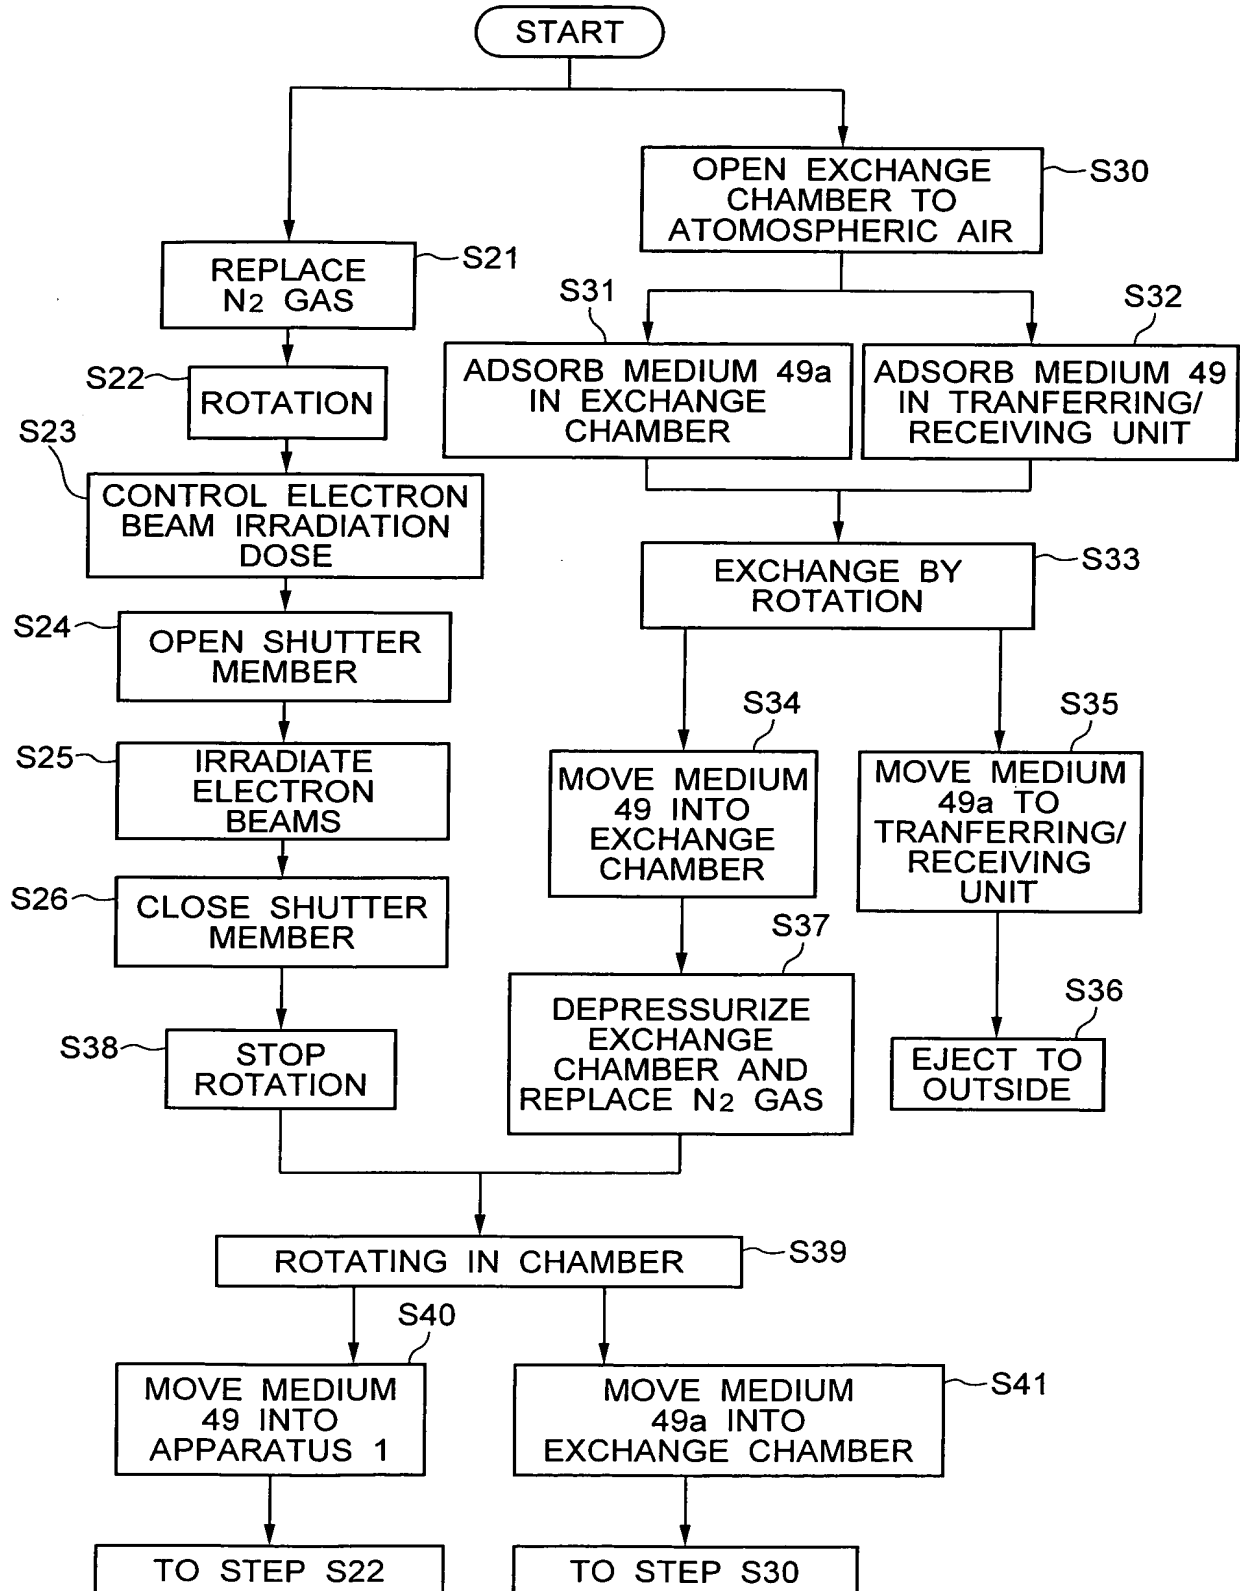 START
OPEN EXCHANGE
CHAMBER TO
ATOMOSPHERIC AIR
S30
REPLACE
N2 GAS
S21
S31
S32
S22
ROTATION
ADSORB MEDIUM 49a
IN EXCHANGE
CHAMBER
ADSORB MEDIUM 49
IN TRANFERRING/
RECEIVING UNIT
S23
CONTROL ELECTRON
BEAM IRRADIATION
DOSE
EXCHANGE BY
ROTATION
S33
S24
OPEN SHUTTER
MEMBER
S34
S35
S25
IRRADIATE
ELECTRON
BEAMS
MOVE MEDIUM
49 INTO
EXCHANGE
CHAMBER
MOVE MEDIUM
49a TO
TRANFERRING/
RECEIVING
UNIT
S26
CLOSE SHUTTER
MEMBER
S37
S36
S38
STOP
ROTATION
DEPRESSURIZE
EXCHANGE
CHAMBER AND
REPLACE N2 GAS
EJECT TO
OUTSIDE
ROTATING IN CHAMBER
S39
S40
MOVE MEDIUM
49 INTO
APPARATUS 1
MOVE MEDIUM
49a INTO
EXCHANGE CHAMBER
S41
TO STEP S22
TO STEP S30